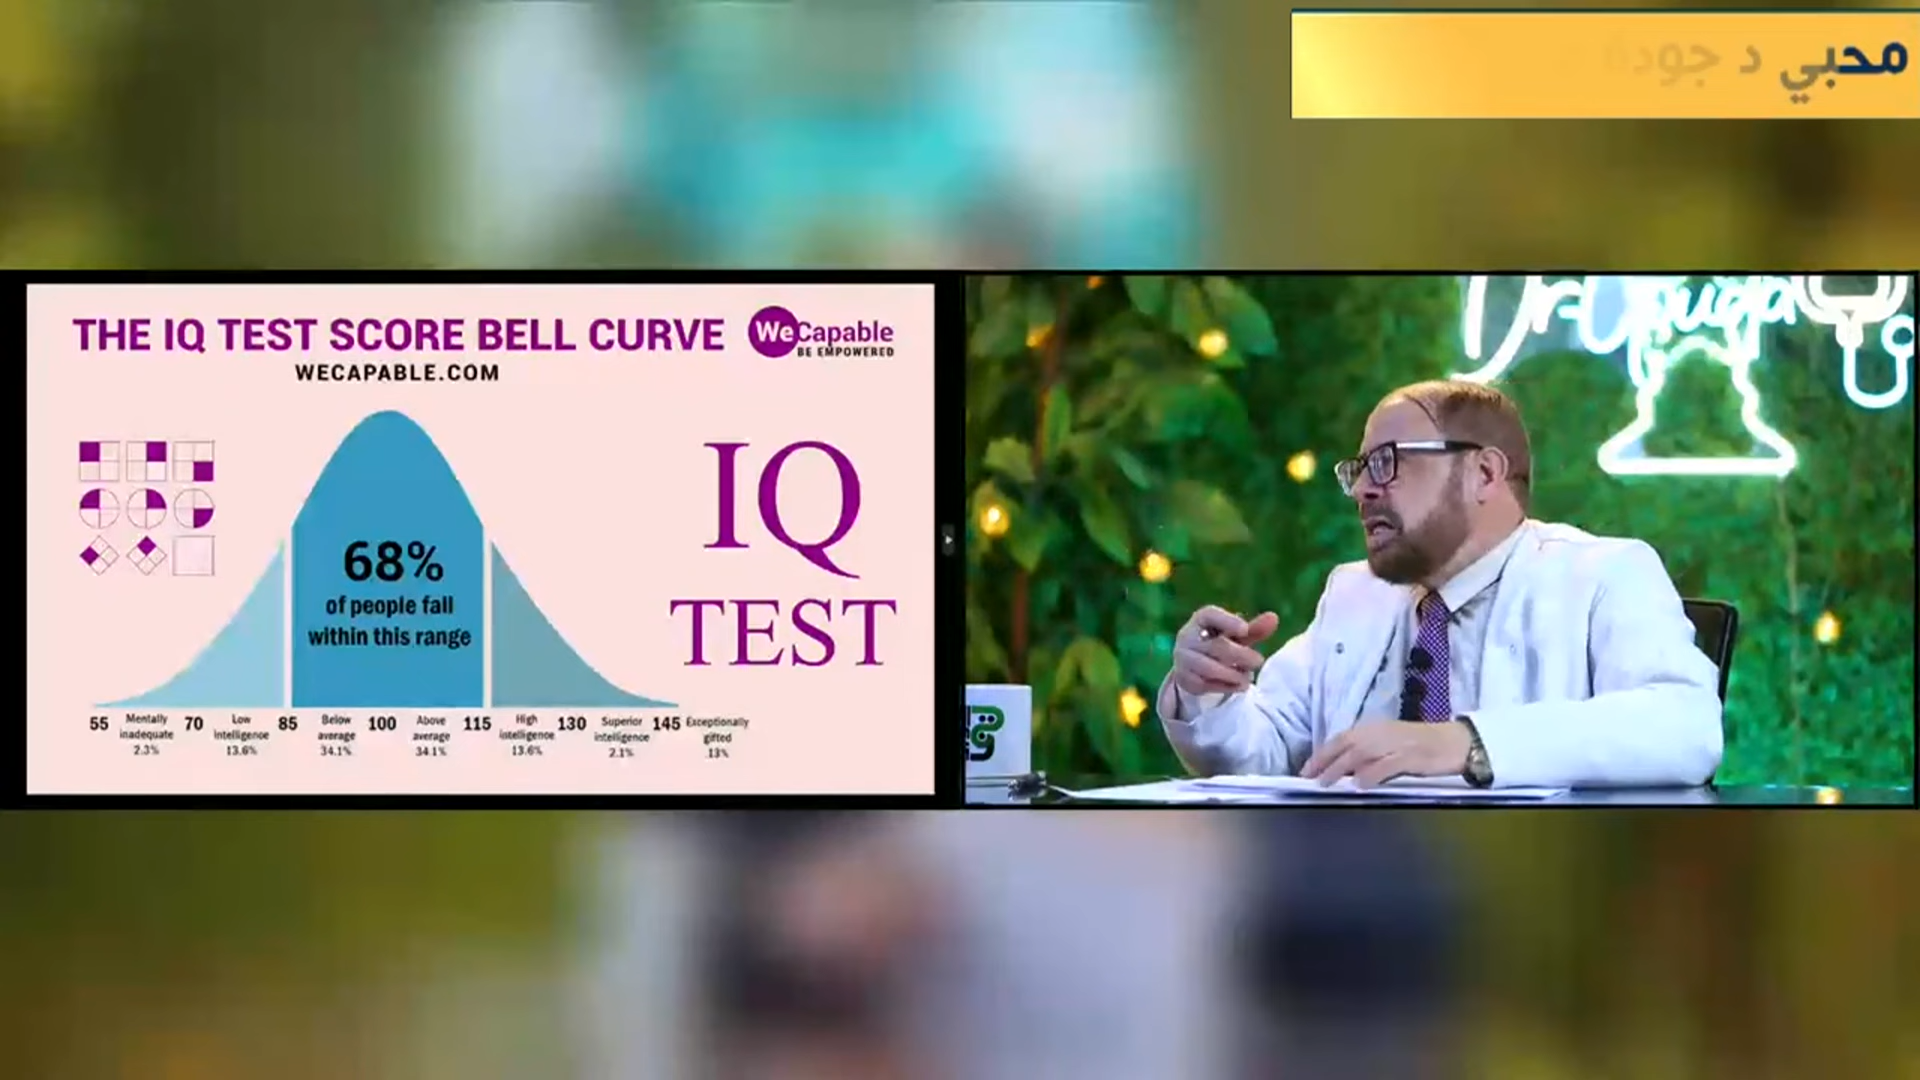 محبي د جودة
THE IQ TEST SCORE BELL CURVE
WeCapable
BE EMPOWERED
WECAPABLE.COM
68%
of people fall
within this range
IQ
TEST
55 Mentally inadequate 2.3% 70 Low intelligence 13.6% 85 Below average 34.1% 100 Above average 34.1% 115 High intelligence 13.6% 130 Superior intelligence 2.1% 145 Exceptionally gifted 13%
Dr. Gouda